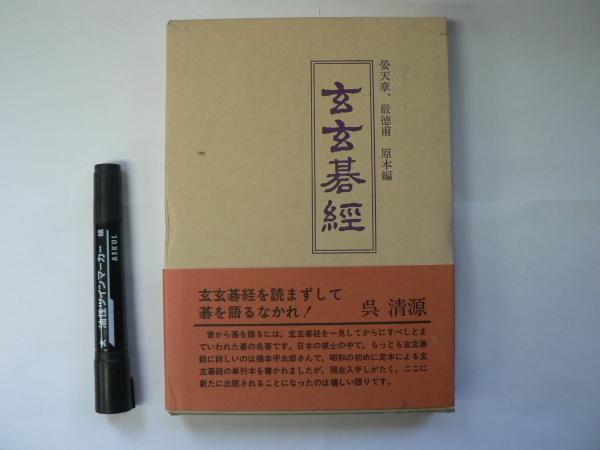 晏天章、厳徳甫 原本編
玄玄碁經
玄玄碁経を読まずして
碁を語るなかれ！
呉 清源
昔から碁を語るには、玄玄碁経を一見してからにすべしとま
でいわれた碁の名著です。日本の棋士の中で、もっとも玄玄碁
経に詳しいのは橋本宇太郎さんで、昭和の初めに定本による玄
玄碁経の単行本を書かれましたが、現在入手しがたく、ここに
新たに出版されることになったのは嬉しい限りです。
ASKUL
油性ツインマーカー
太